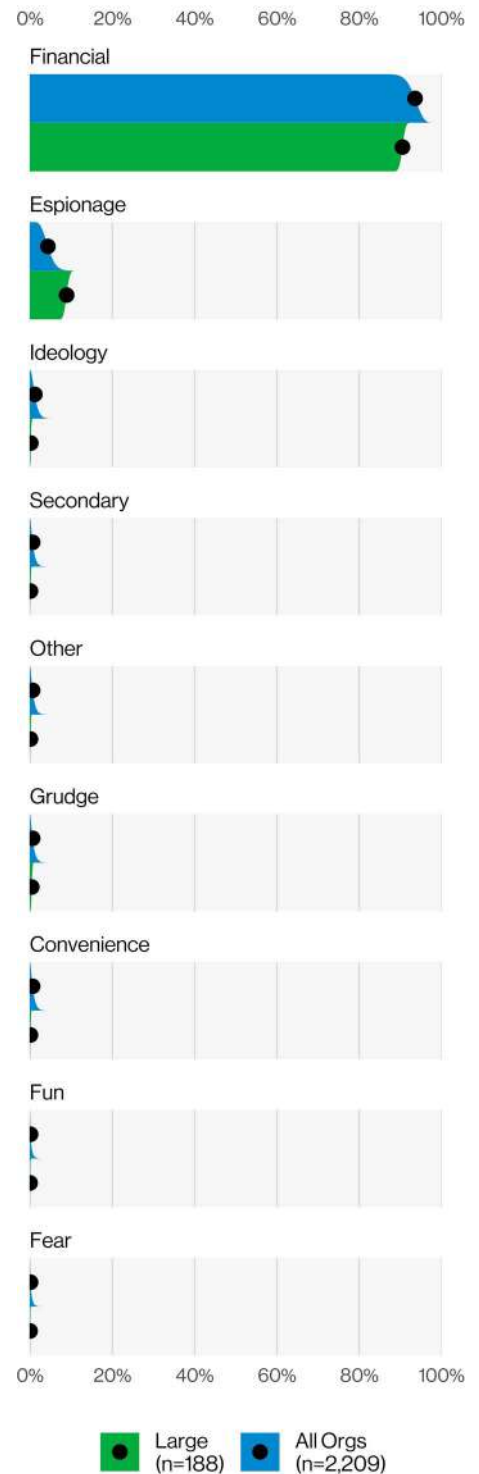 0% 20% 40% 60% 80% 100%
Financial
Espionage
Ideology
Secondary
Other
Grudge
Convenience
Fun
Fear
0% 20% 40% 60% 80% 100%
Large All Orgs
(n=188) (n=2,209)